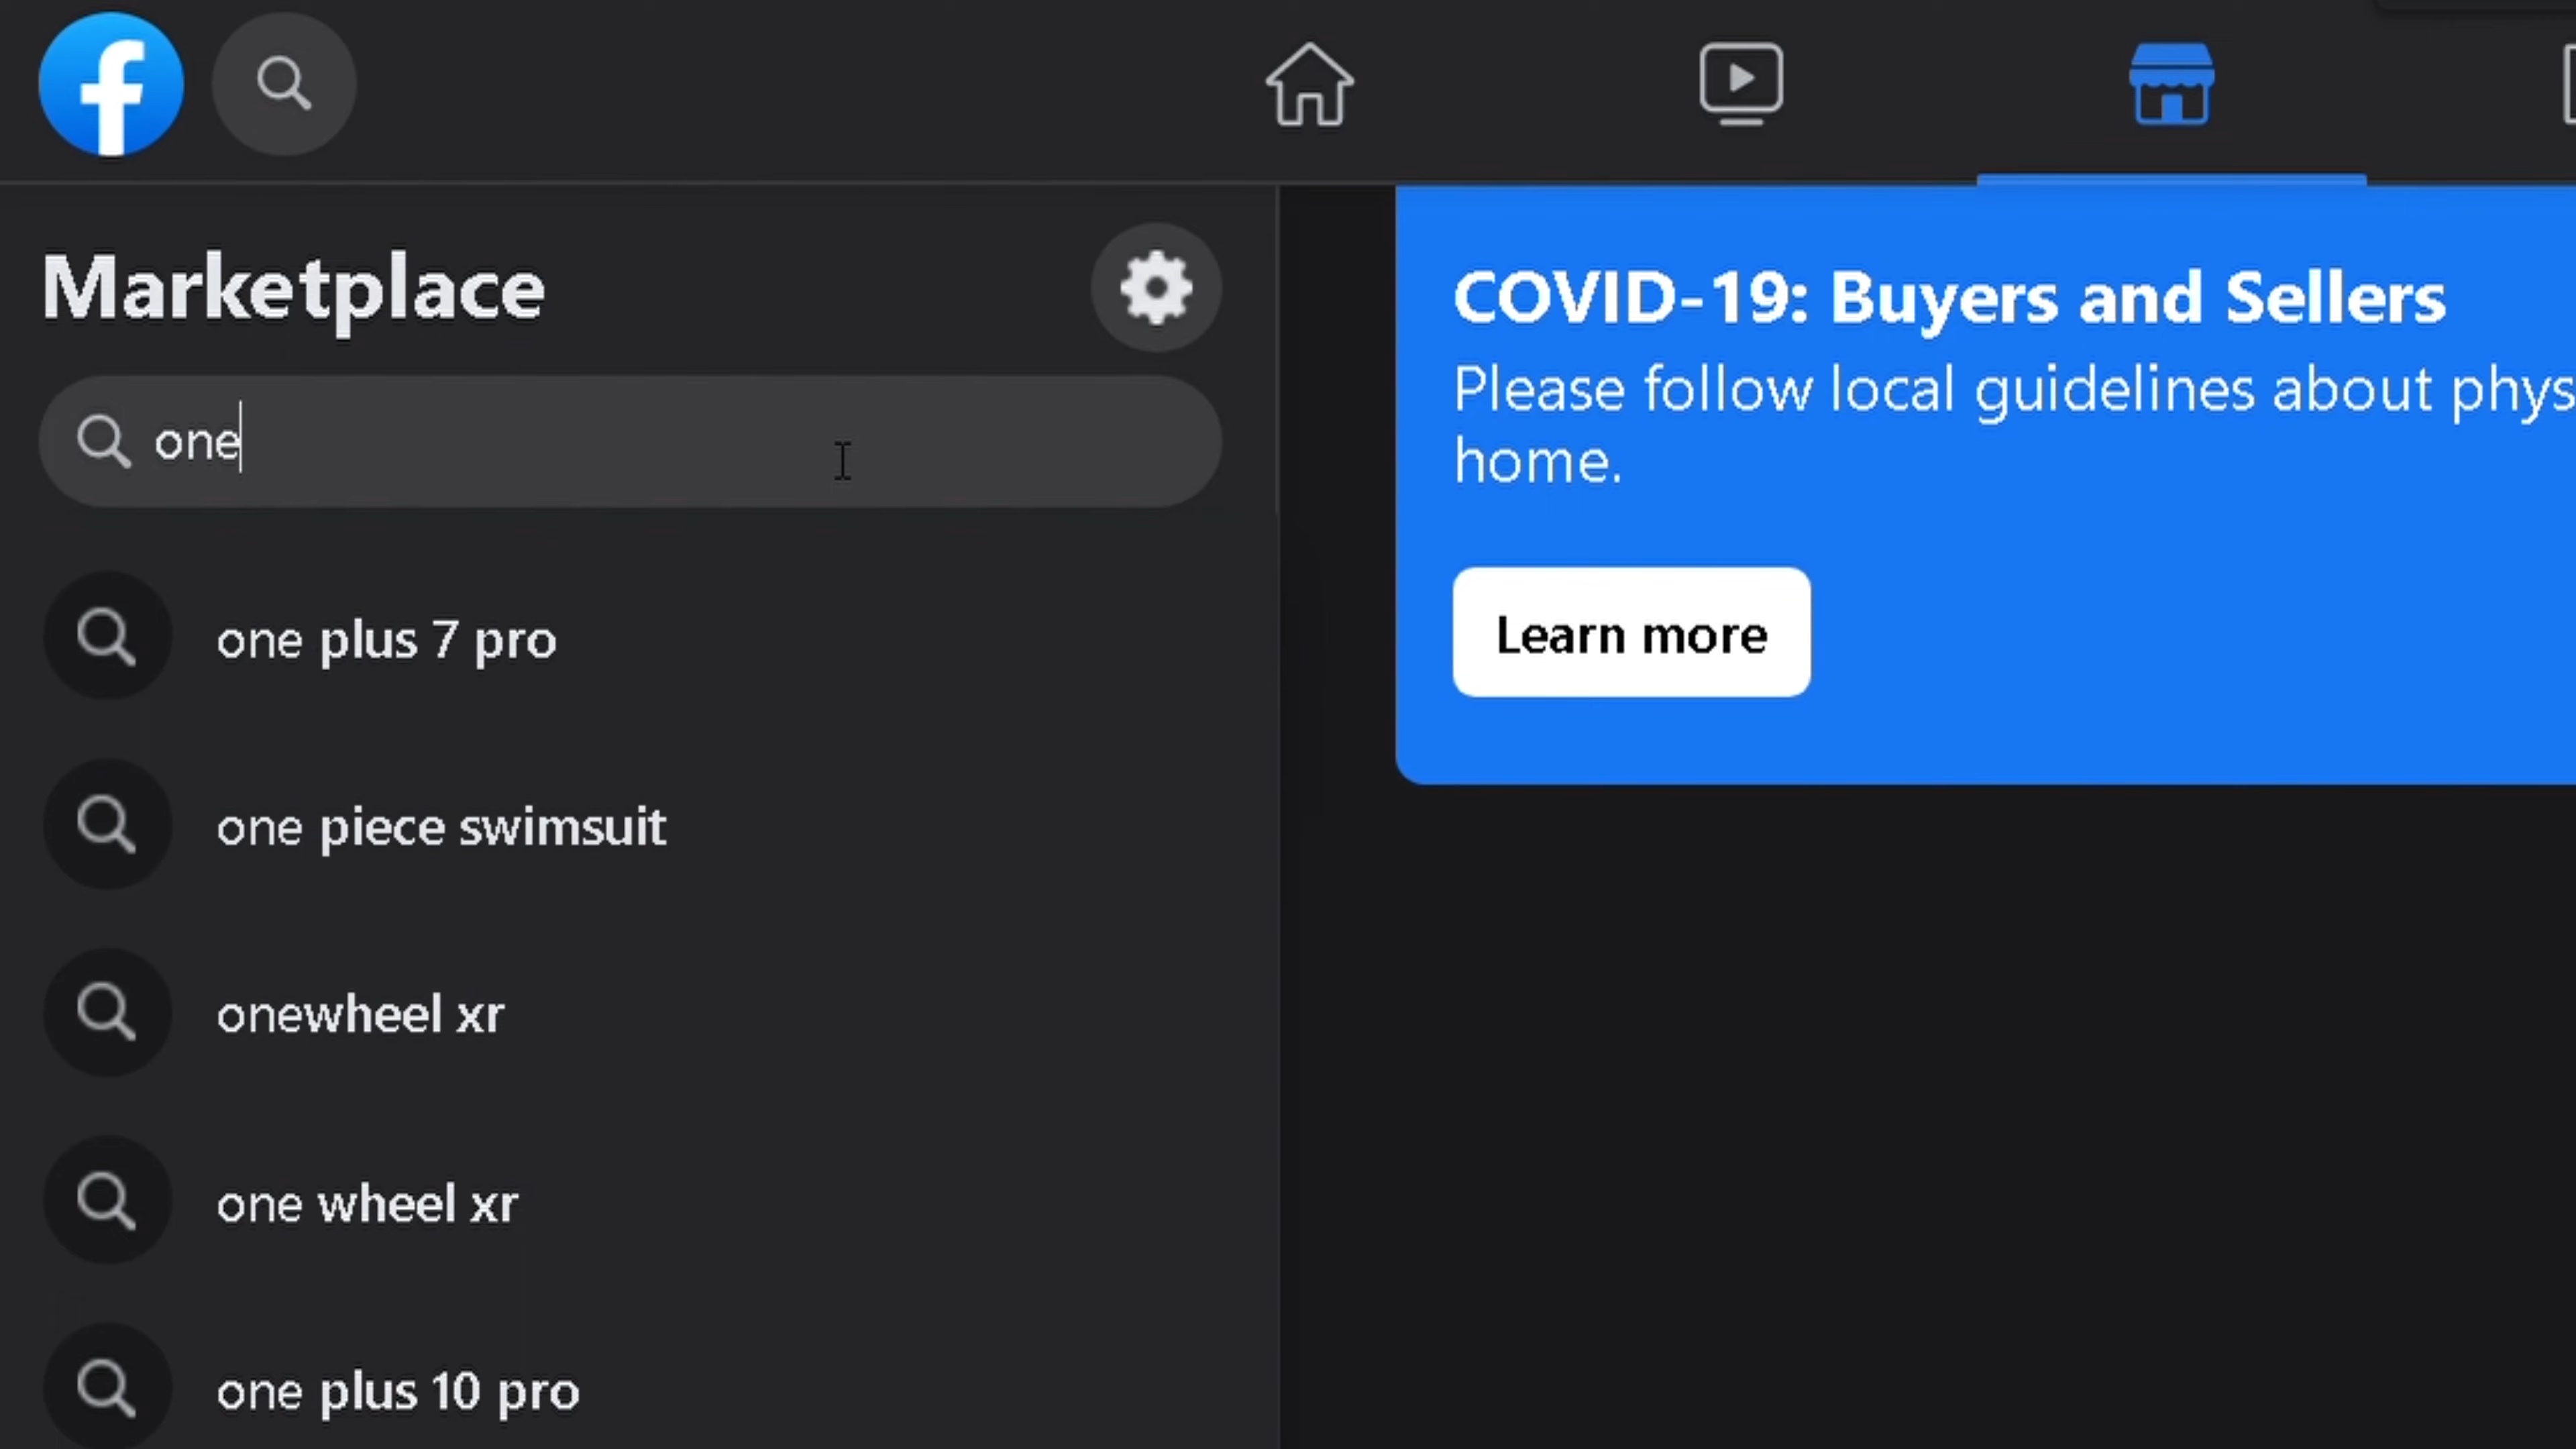 Marketplace
one
one plus 7 pro
one piece swimsuit
onewheel xr
one wheel xr
one plus 10 pro
COVID-19: Buyers and Sellers
Please follow local guidelines about phys
home.
Learn more